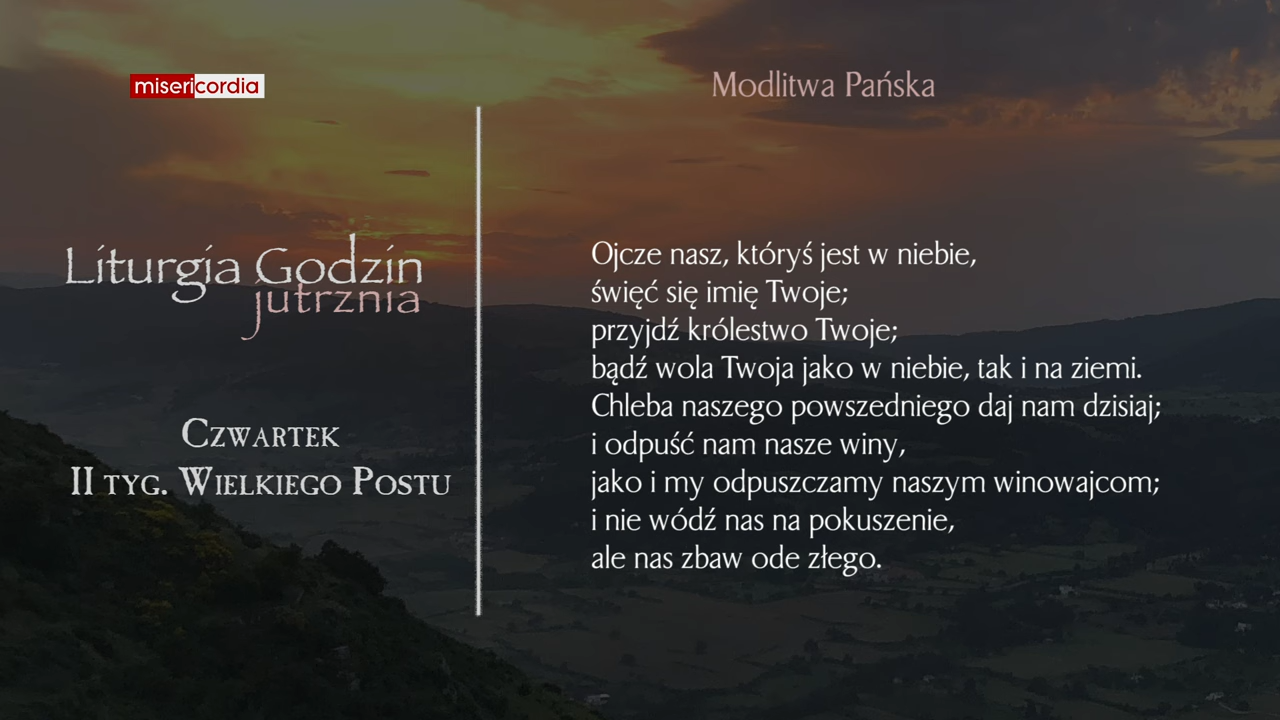 misericordia
Liturgia Godzin
jutrznia
Czwartek
II tyg. Wielkiego Postu
Modlitwa Pańska
Ojcze nasz, któryś jest w niebie,
święć się imię Twoje;
przyjdź królestwo Twoje;
bądź wola Twoja jako w niebie, tak i na ziemi.
Chleba naszego powszedniego daj nam dzisiaj;
i odpuść nam nasze winy,
jako i my odpuszczamy naszym winowajcom;
i nie wódź nas na pokuszenie,
ale nas zbaw ode złego.